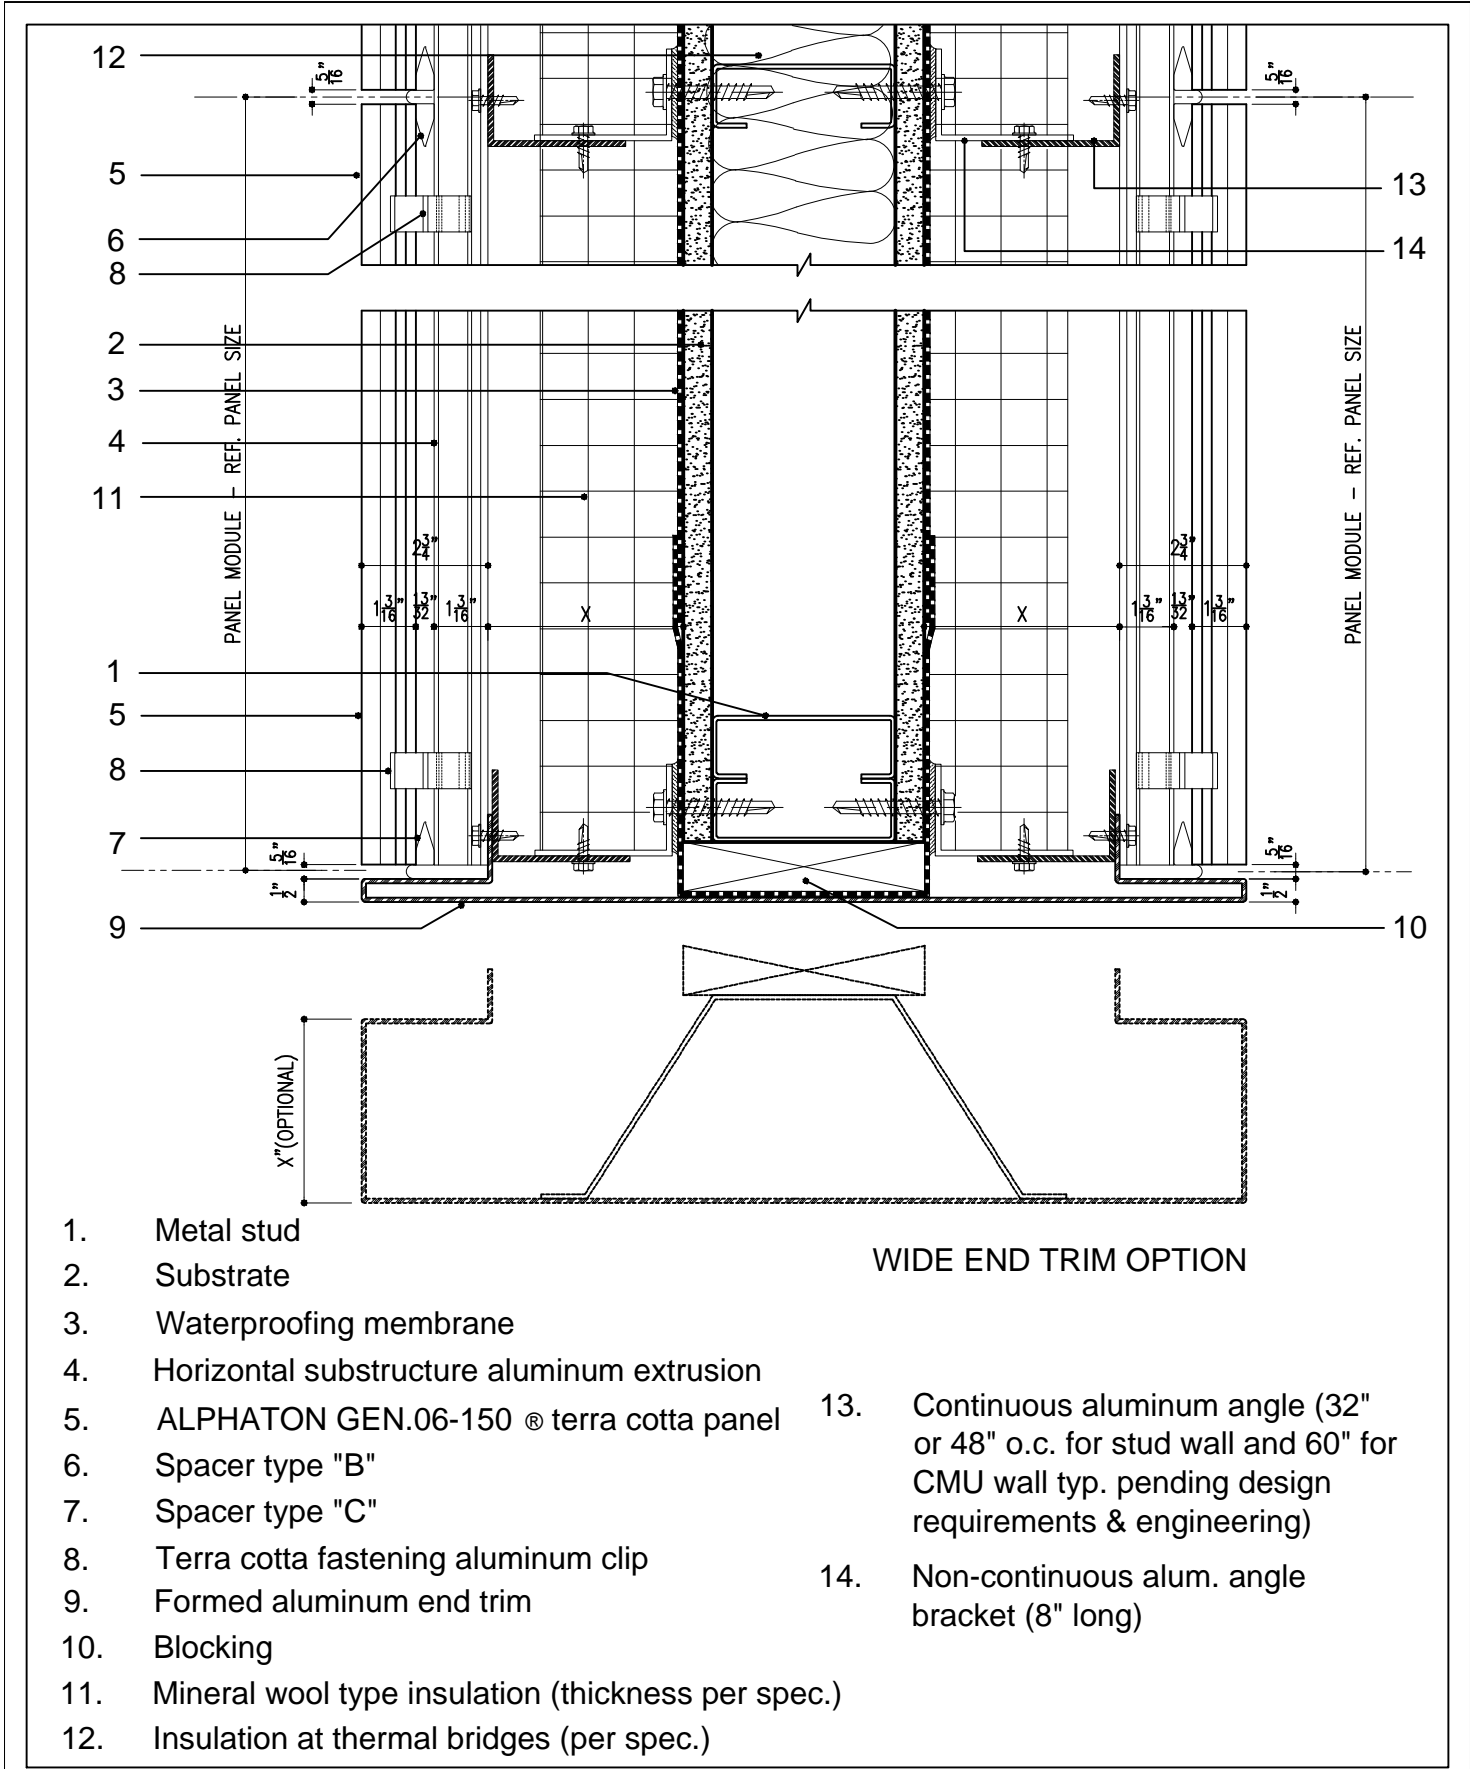 12
5"
16
5"
16
5
13
6
14
8
PANEL MODULE – REF. PANEL SIZE
PANEL MODULE – REF. PANEL SIZE
2
3
4
11
2 3/4"
2 3/4"
1 3/16" 13/32" 1 3/16" X
X 1 3/16" 13/32" 1 3/16"
1
5
8
7
5"
16
5"
16
1"
2
1"
2
9
10
X"(OPTIONAL)
WIDE END TRIM OPTION
1. Metal stud
2. Substrate
3. Waterproofing membrane
4. Horizontal substructure aluminum extrusion
5. ALPHATON GEN.06-150 ® terra cotta panel
6. Spacer type "B"
7. Spacer type "C"
8. Terra cotta fastening aluminum clip
9. Formed aluminum end trim
10. Blocking
11. Mineral wool type insulation (thickness per spec.)
12. Insulation at thermal bridges (per spec.)
13. Continuous aluminum angle (32"
or 48" o.c. for stud wall and 60" for
CMU wall typ. pending design
requirements & engineering)
14. Non-continuous alum. angle
bracket (8" long)